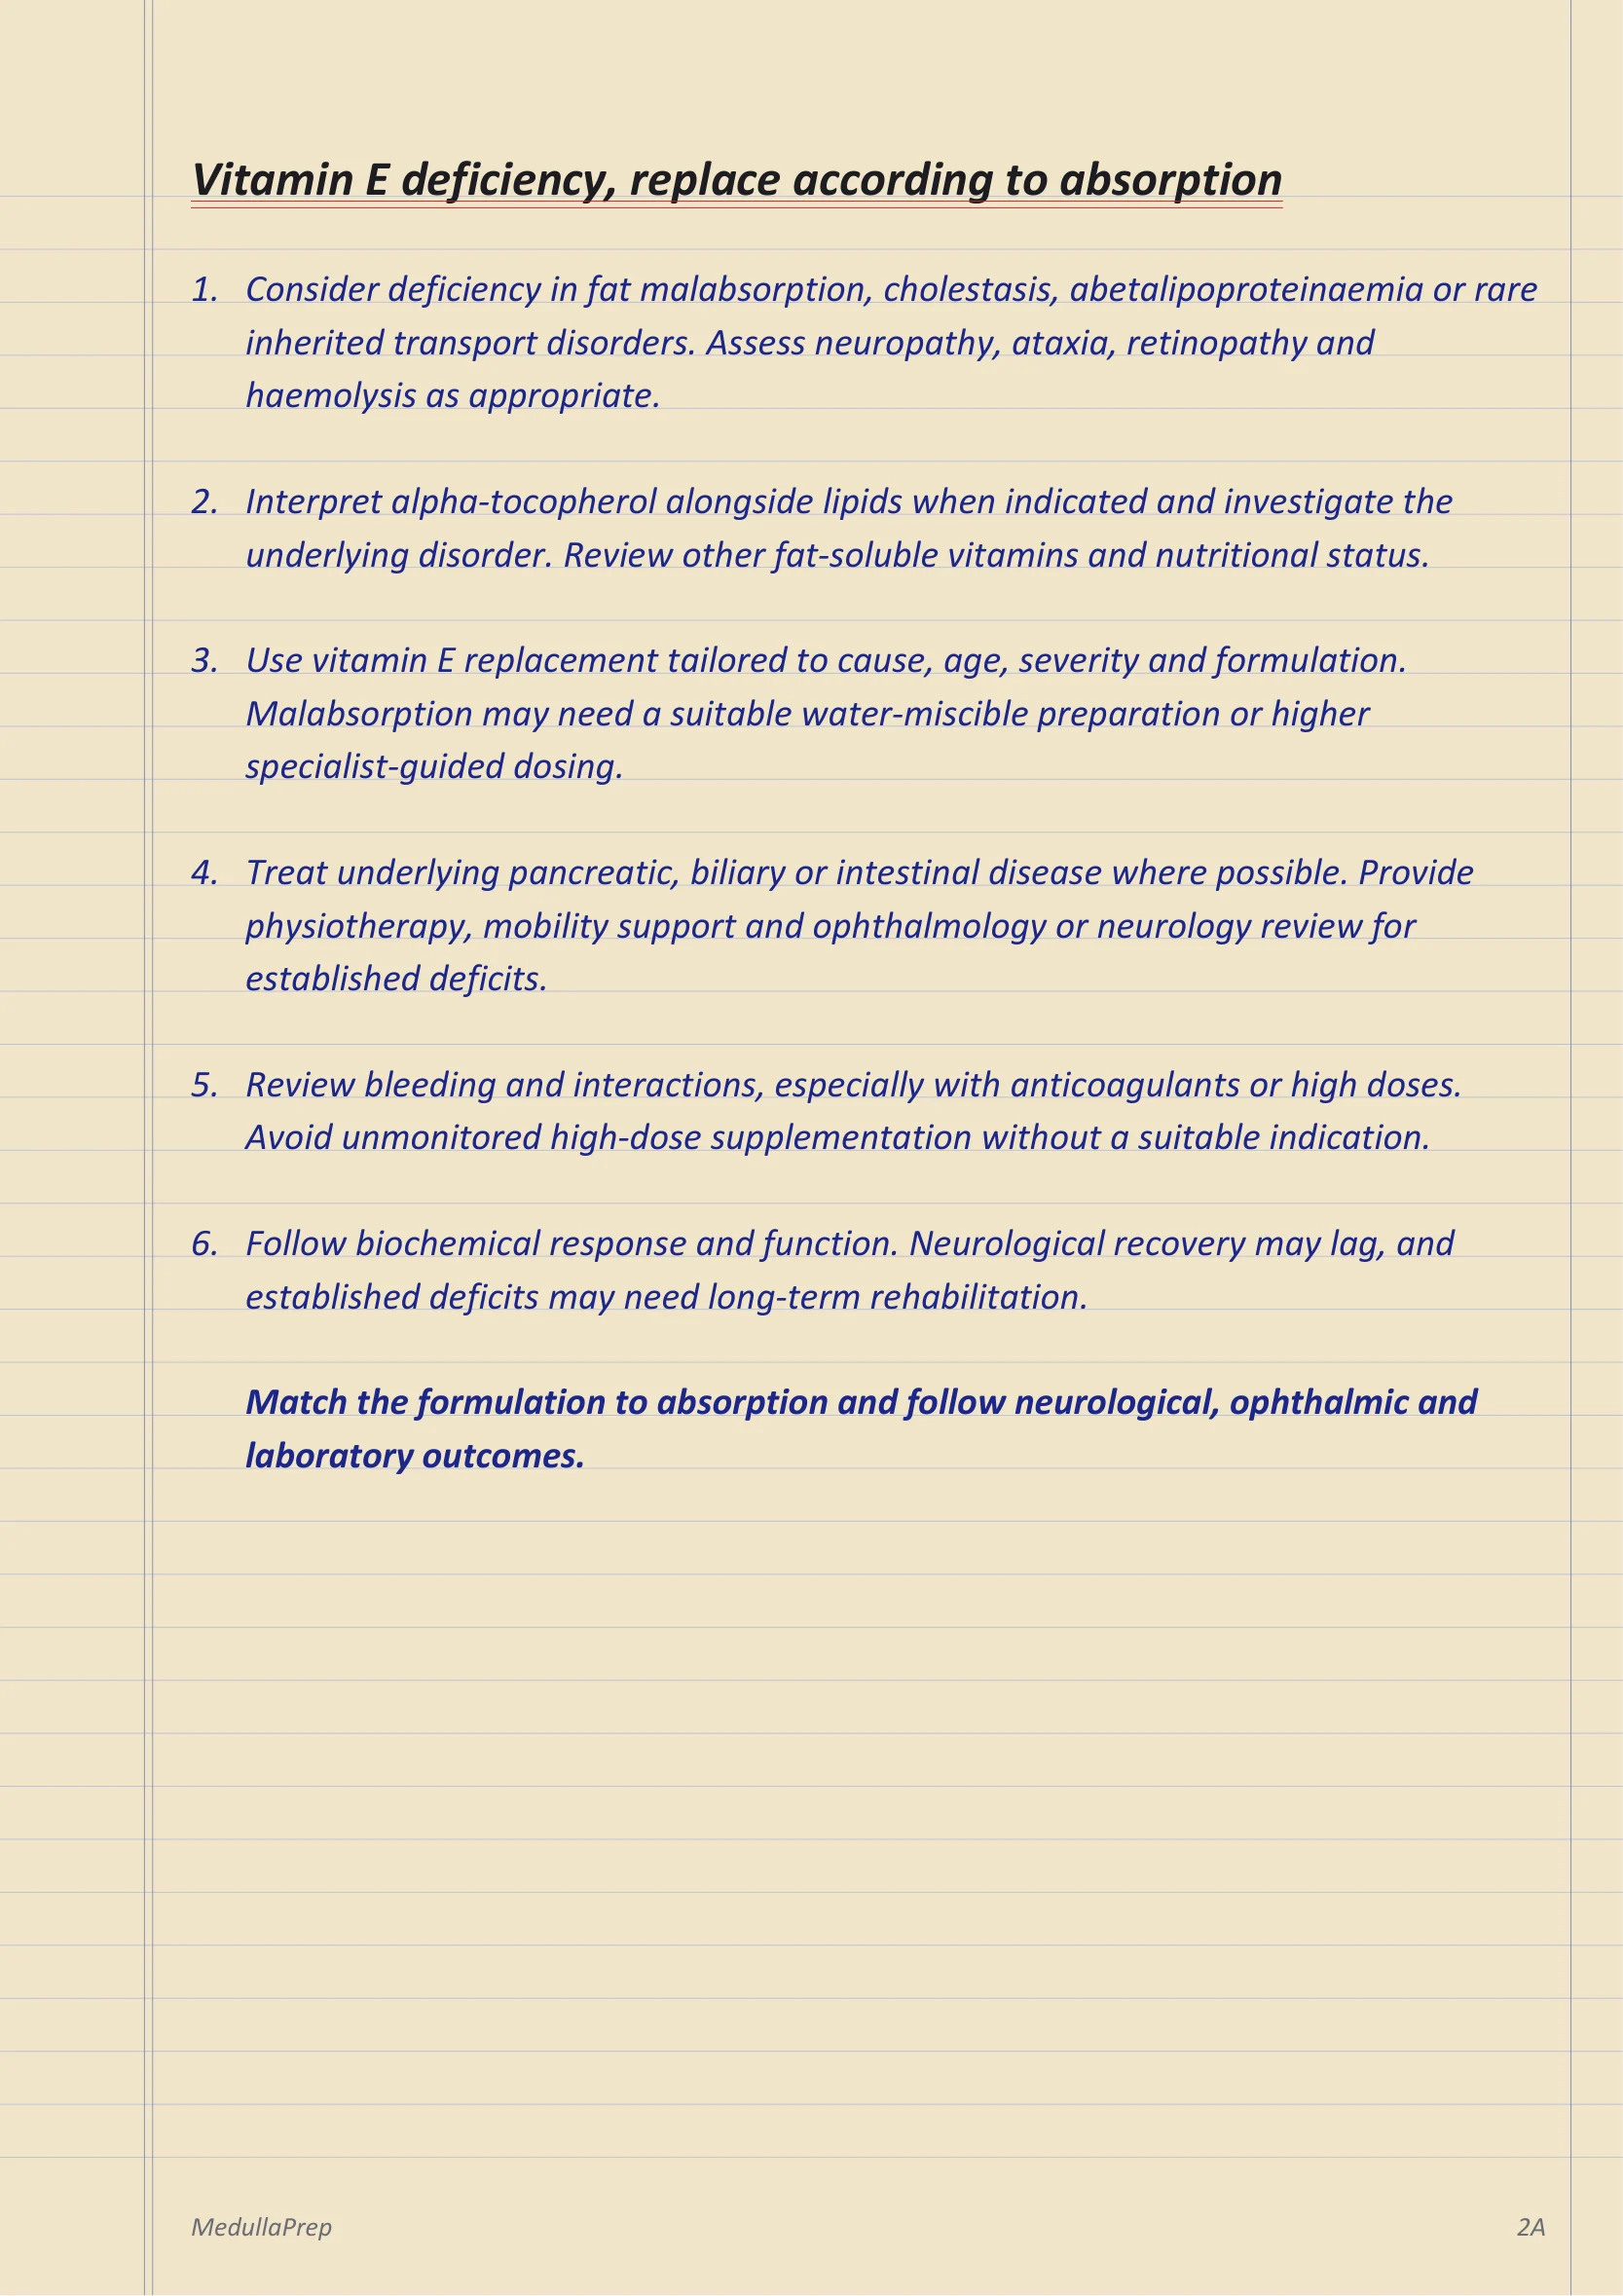 Vitamin E deficiency, replace according to absorption
1. Consider deficiency in fat malabsorption, cholestasis, abetalipoproteinaemia or rare
inherited transport disorders. Assess neuropathy, ataxia, retinopathy and
haemolysis as appropriate.
2. Interpret alpha-tocopherol alongside lipids when indicated and investigate the
underlying disorder. Review other fat-soluble vitamins and nutritional status.
3. Use vitamin E replacement tailored to cause, age, severity and formulation.
Malabsorption may need a suitable water-miscible preparation or higher
specialist-guided dosing.
4. Treat underlying pancreatic, biliary or intestinal disease where possible. Provide
physiotherapy, mobility support and ophthalmology or neurology review for
established deficits.
5. Review bleeding and interactions, especially with anticoagulants or high doses.
Avoid unmonitored high-dose supplementation without a suitable indication.
6. Follow biochemical response and function. Neurological recovery may lag, and
established deficits may need long-term rehabilitation.
Match the formulation to absorption and follow neurological, ophthalmic and
laboratory outcomes.
MedullaPrep
2A